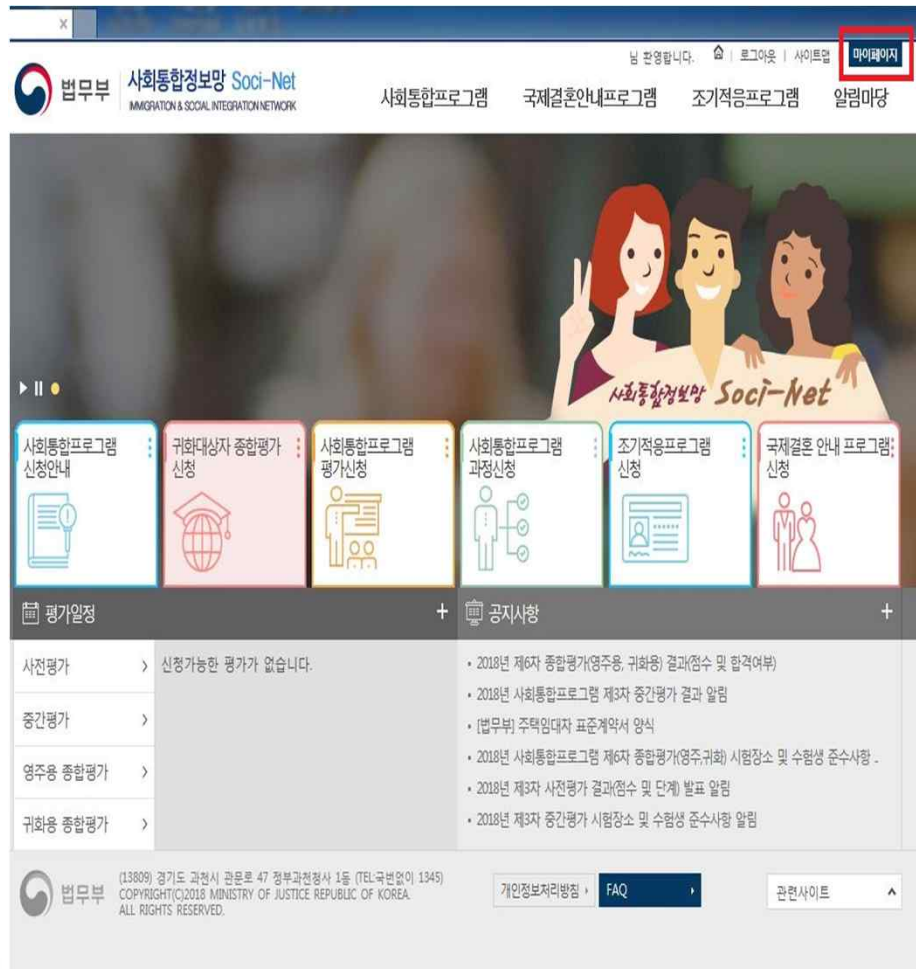 님 환영합니다. | 로그아웃 | 사이트맵 마이페이지
법무부 사회통합정보망 Soci-Net
IMMIGRATION & SOCIAL INTEGRATION NETWORK
사회통합프로그램 국제결혼안내프로그램 조기적응프로그램 알림마당
사회통합정보망 Soci-Net
사회통합프로그램
신청안내
귀화대상자 종합평가
신청
사회통합프로그램
평가신청
사회통합프로그램
과정신청
조기적응프로그램
신청
국제결혼 안내 프로그램
신청
평가일정 +
사전평가 >
중간평가 >
영주용 종합평가 >
귀화용 종합평가 >
신청가능한 평가가 없습니다.
공지사항 +
• 2018년 제6차 종합평가(영주용, 귀화용) 결과(점수 및 합격여부)
• 2018년 사회통합프로그램 제3차 중간평가 결과 알림
• [법무부] 주택임대차 표준계약서 양식
• 2018년 사회통합프로그램 제6차 종합평가(영주,귀화) 시험장소 및 수험생 준수사항 ..
• 2018년 제3차 사전평가 결과(점수 및 단계) 발표 알림
• 2018년 제3차 중간평가 시험장소 및 수험생 준수사항 알림
법무부
(13809) 경기도 과천시 관문로 47 정부과천청사 1동 (TEL:국번없이 1345)
COPYRIGHT(C)2018 MINISTRY OF JUSTICE REPUBLIC OF KOREA.
ALL RIGHTS RESERVED.
개인정보처리방침 FAQ 관련사이트